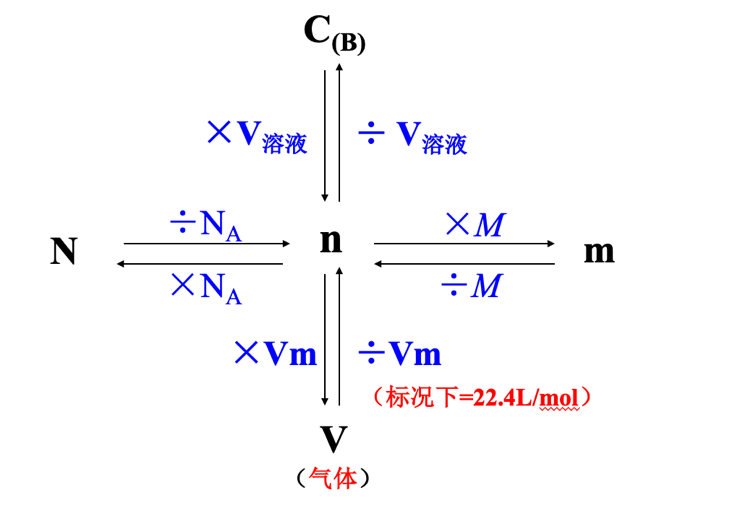 C(B)
×V溶液 ÷ V溶液
÷NA ×M
N n m
×NA ÷M
×Vm ÷Vm
（标况下=22.4L/mol）
V
（气体）